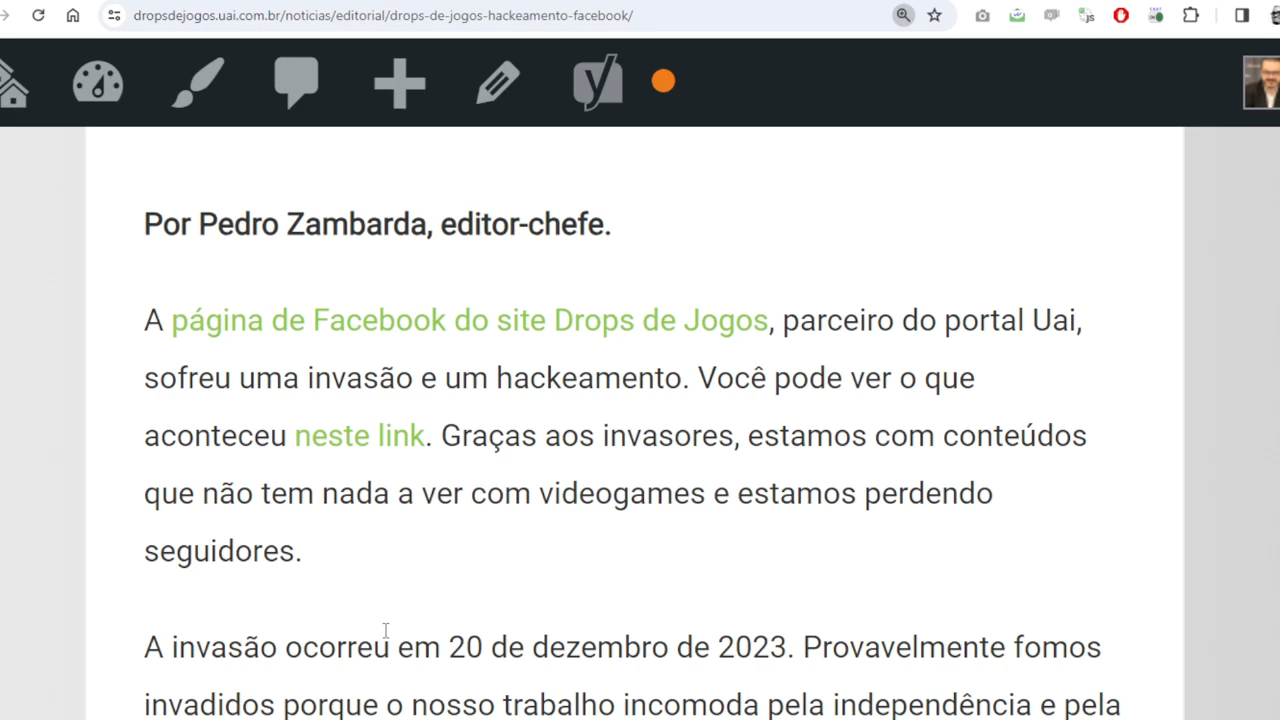 dropsdejogos.uai.com.br/noticias/editorial/drops-de-jogos-hackeamento-facebook/
Por Pedro Zambarda, editor-chefe.
A página de Facebook do site Drops de Jogos, parceiro do portal Uai,
sofreu uma invasão e um hackeamento. Você pode ver o que
aconteceu neste link. Graças aos invasores, estamos com conteúdos
que não tem nada a ver com videogames e estamos perdendo
seguidores.
A invasão ocorreu em 20 de dezembro de 2023. Provavelmente fomos
invadidos porque o nosso trabalho incomoda pela independência e pela